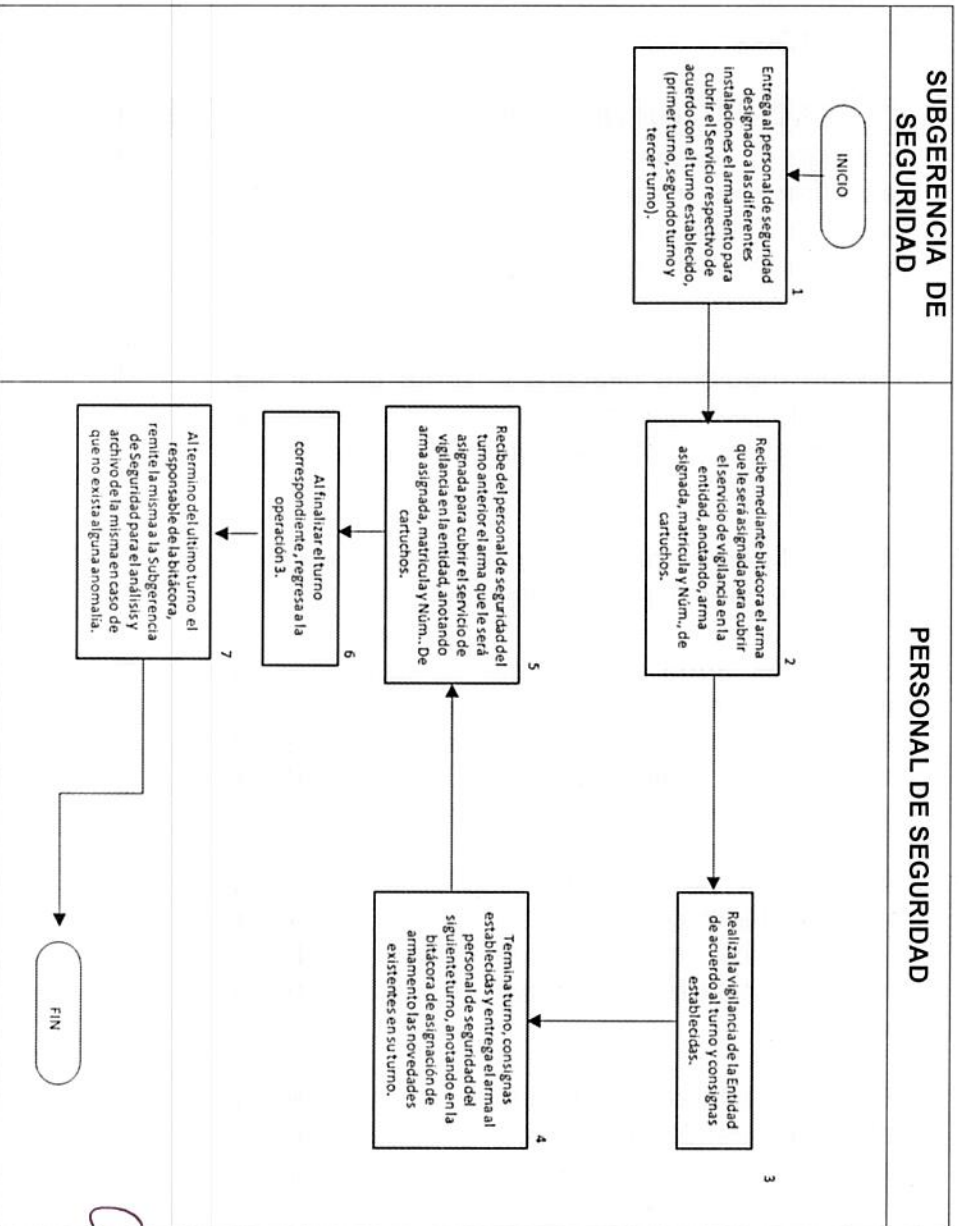 SUBGERENCIA DE
SEGURIDAD
PERSONAL DE SEGURIDAD
INICIO
1
Entrega al personal de seguridad
designado a las diferentes
instalaciones el armamento para
cubrir el Servicio respectivo de
acuerdo con el turno establecido,
(primer turno, segundo turno y
tercer turno).
2
Recibe mediante bitácora el arma
que le será asignada para cubrir
el servicio de vigilancia en la
entidad, anotando, arma
asignada, matricula y Núm., de
cartuchos.
3
Realiza la vigilancia de la Entidad
de acuerdo al turno y consignas
establecidas.
4
Termina turno, consignas
establecidas y entrega el arma al
personal de seguridad del
siguiente turno, anotando en la
bitácora de asignación de
armamento las novedades
existentes en su turno.
5
Recibe del personal de seguridad del
turno anterior el arma que le será
asignada para cubrir el servicio de
vigilancia en la entidad, anotando
arma asignada, matricula y Núm.. De
cartuchos.
6
Al finalizar el turno
correspondiente, regresa a la
operación 3.
7
Al termino del ultimo turno el
responsable de la bitácora,
remite la misma a la Subgerencia
de Seguridad para el análisis y
archivo de la misma en caso de
que no exista alguna anomalía.
FIN